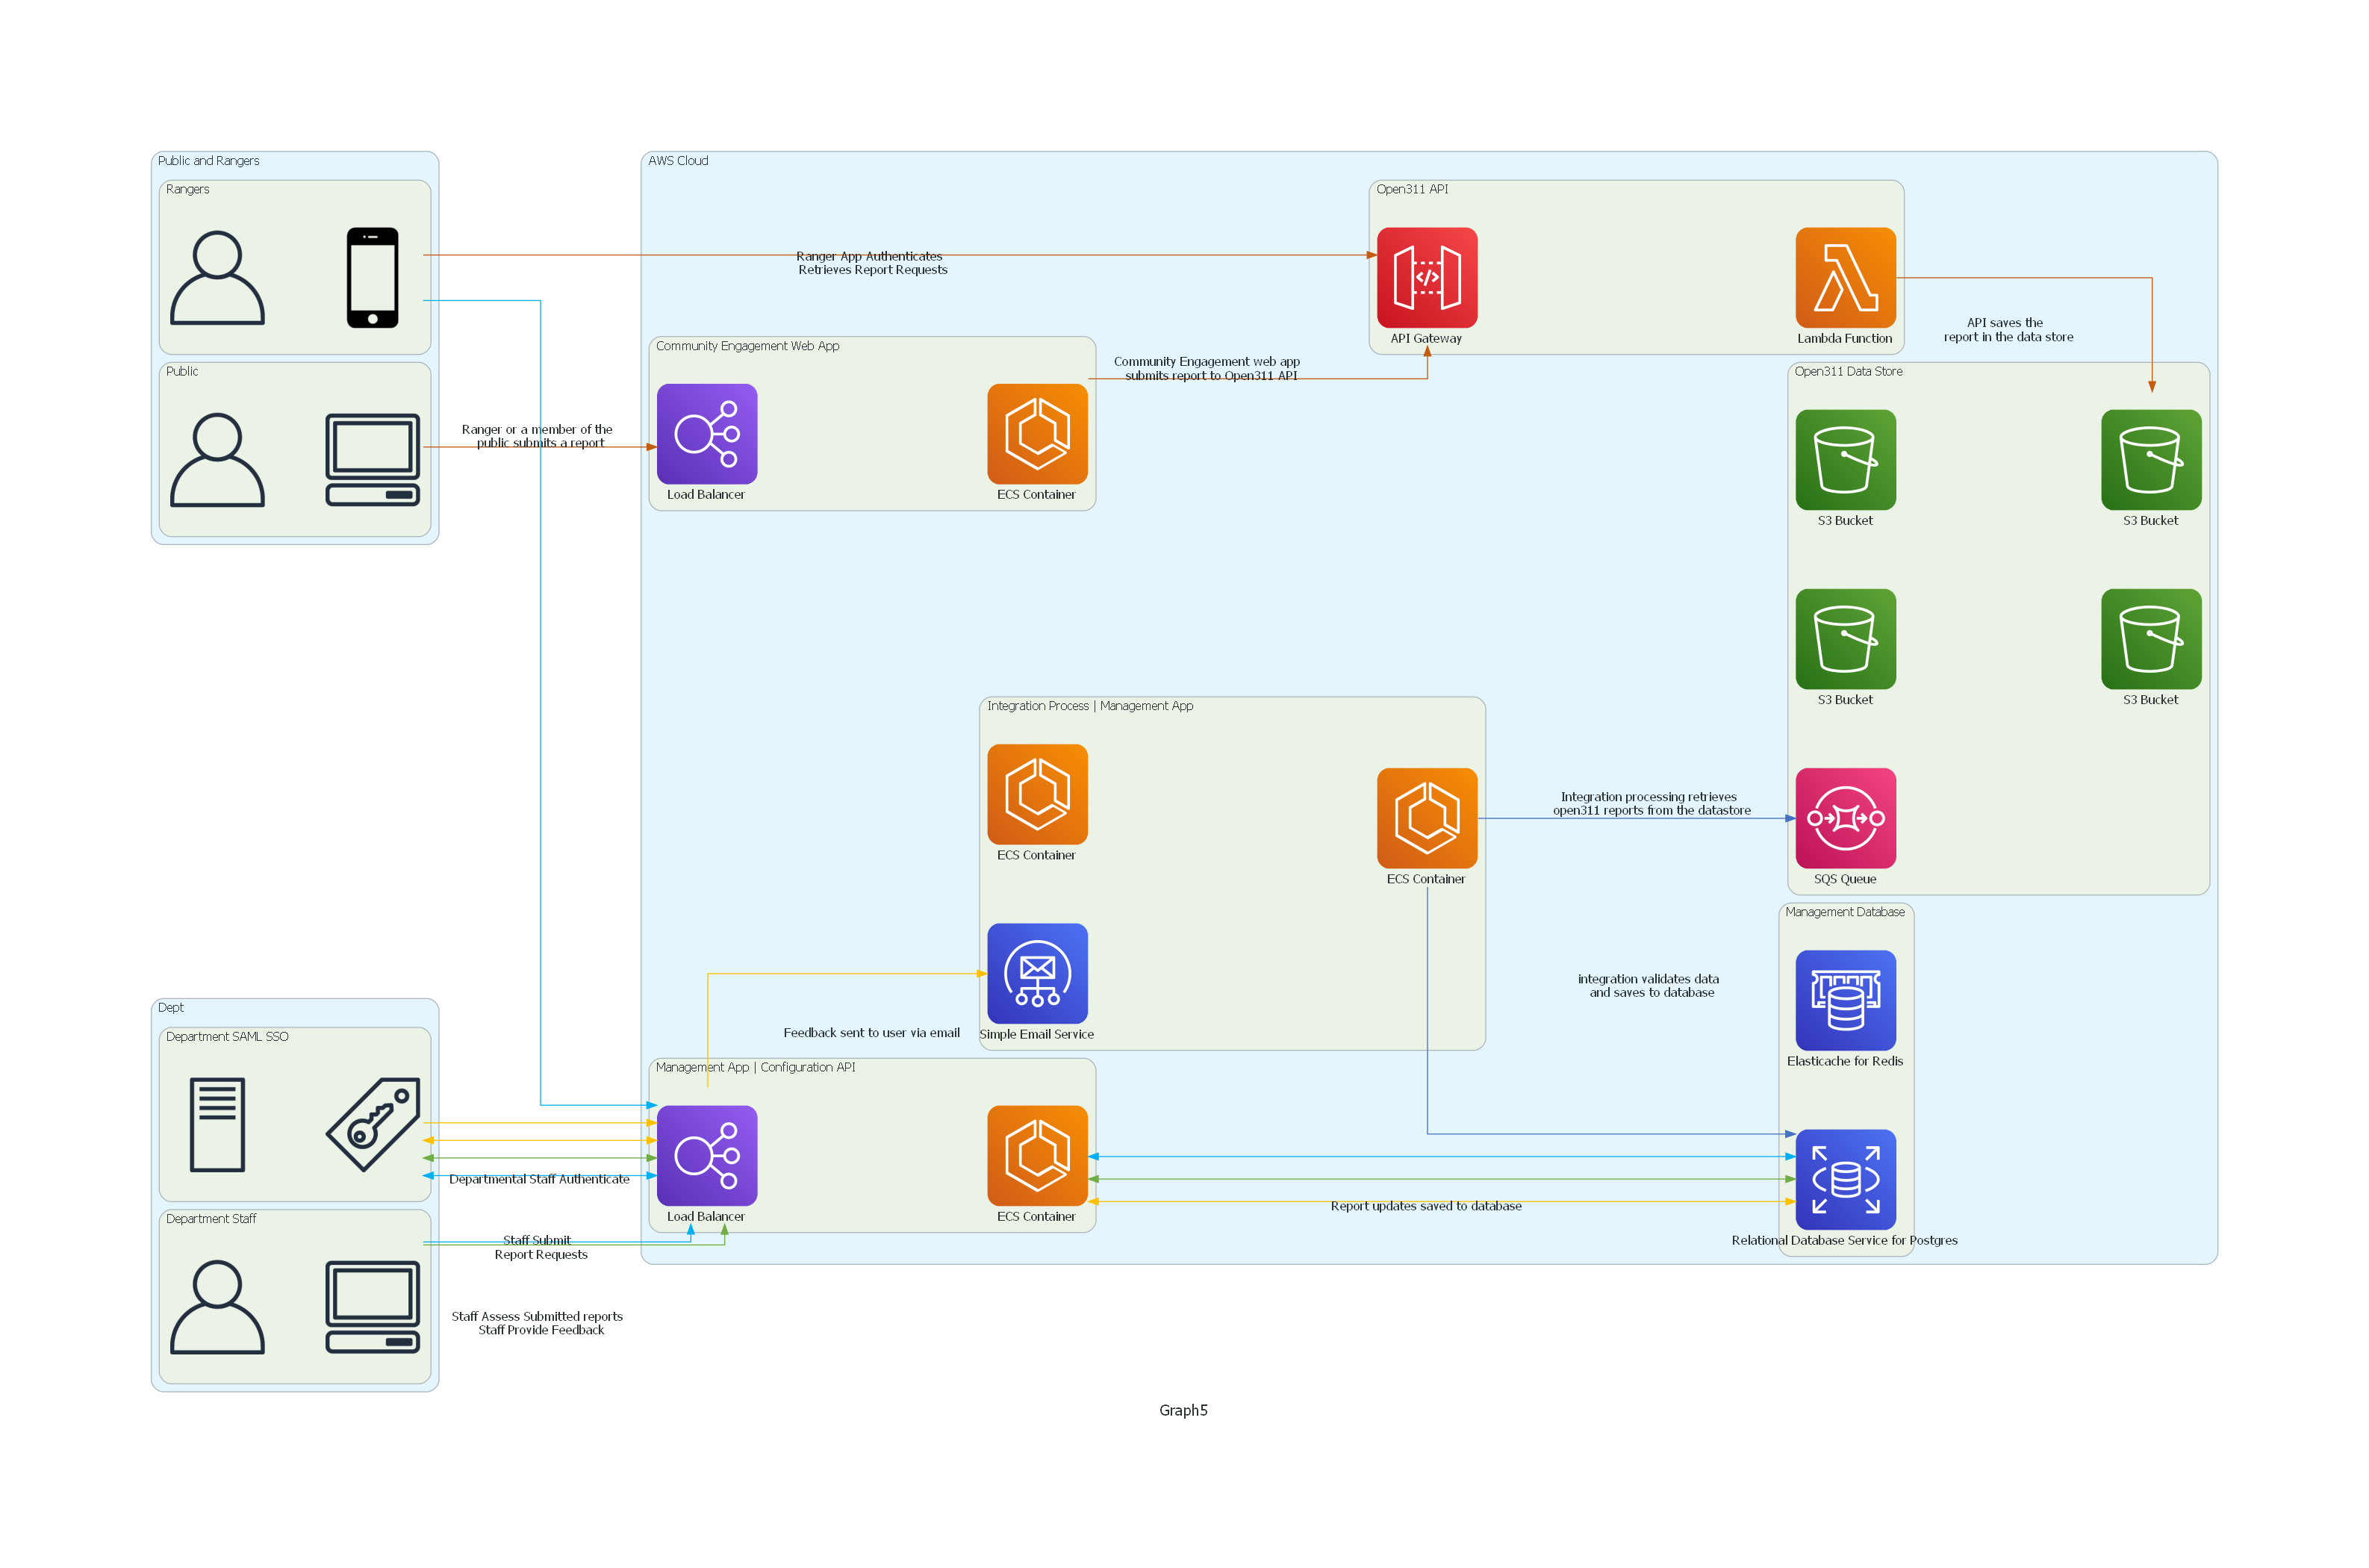 Public and Rangers
Rangers
Public
AWS Cloud
Open311 API
Ranger App Authenticates
Retrieves Report Requests
API Gateway
Lambda Function
API saves the
report in the data store
Community Engagement Web App
Community Engagement web app
submits report to Open311 API
Ranger or a member of the
public submits a report
Load Balancer
ECS Container
Open311 Data Store
S3 Bucket
S3 Bucket
S3 Bucket
S3 Bucket
SQS Queue
Integration Process | Management App
ECS Container
ECS Container
Integration processing retrieves
open311 reports from the datastore
Simple Email Service
Feedback sent to user via email
integration validates data
and saves to database
Management Database
Elasticache for Redis
Relational Database Service for Postgres
Dept
Department SAML SSO
Departmental Staff Authenticate
Management App | Configuration API
Load Balancer
ECS Container
Report updates saved to database
Department Staff
Staff Submit
Report Requests
Staff Assess Submitted reports
Staff Provide Feedback
Graph5